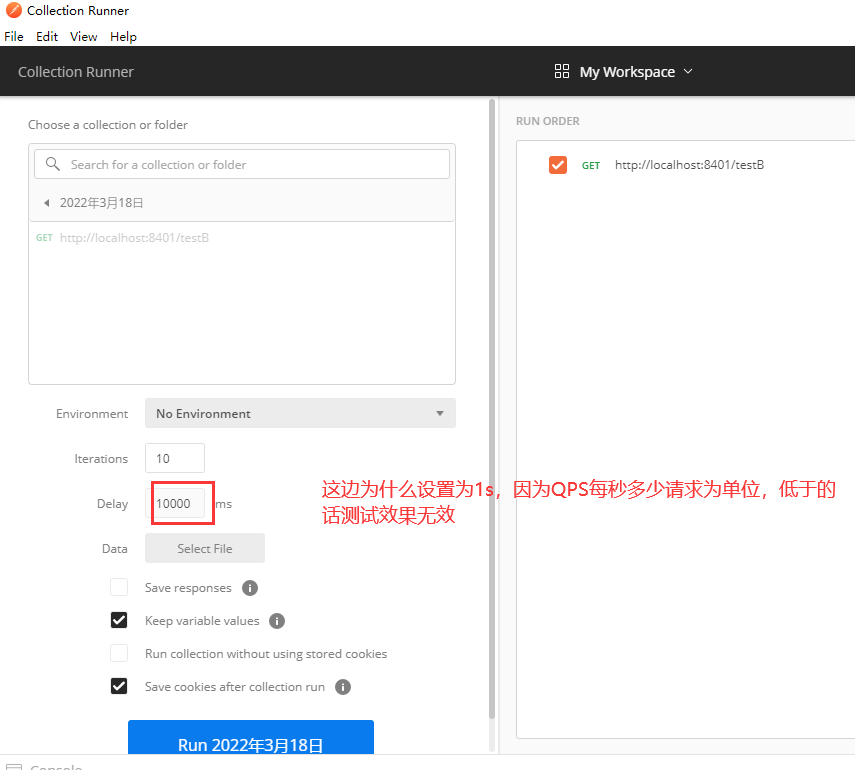 Collection Runner
File Edit View Help
Collection Runner
My Workspace
Choose a collection or folder
Search for a collection or folder
2022年3月18日
GET http://localhost:8401/testB
RUN ORDER
GET http://localhost:8401/testB
Environment No Environment
Iterations 10
Delay 10000 ms
这边为什么设置为1s，因为QPS每秒多少请求为单位，低于的
话测试效果无效
Data Select File
Save responses
Keep variable values
Run collection without using stored cookies
Save cookies after collection run
Run 2022年3月18日
Console